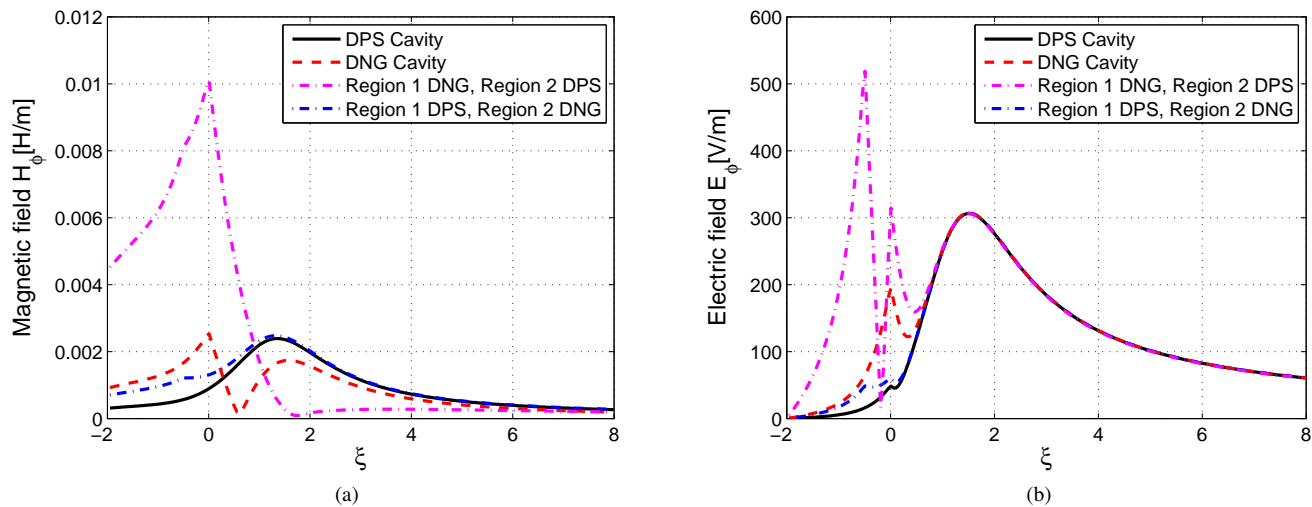 0.012
0.01
0.008
0.006
0.004
0.002
0
Magnetic field H_ϕ[H/m]
DPS Cavity
DNG Cavity
Region 1 DNG, Region 2 DPS
Region 1 DPS, Region 2 DNG
−2 0 2 4 6 8
ξ
(a)
600
500
400
300
200
100
0
Electric field E_ϕ[V/m]
DPS Cavity
DNG Cavity
Region 1 DNG, Region 2 DPS
Region 1 DPS, Region 2 DNG
−2 0 2 4 6 8
ξ
(b)